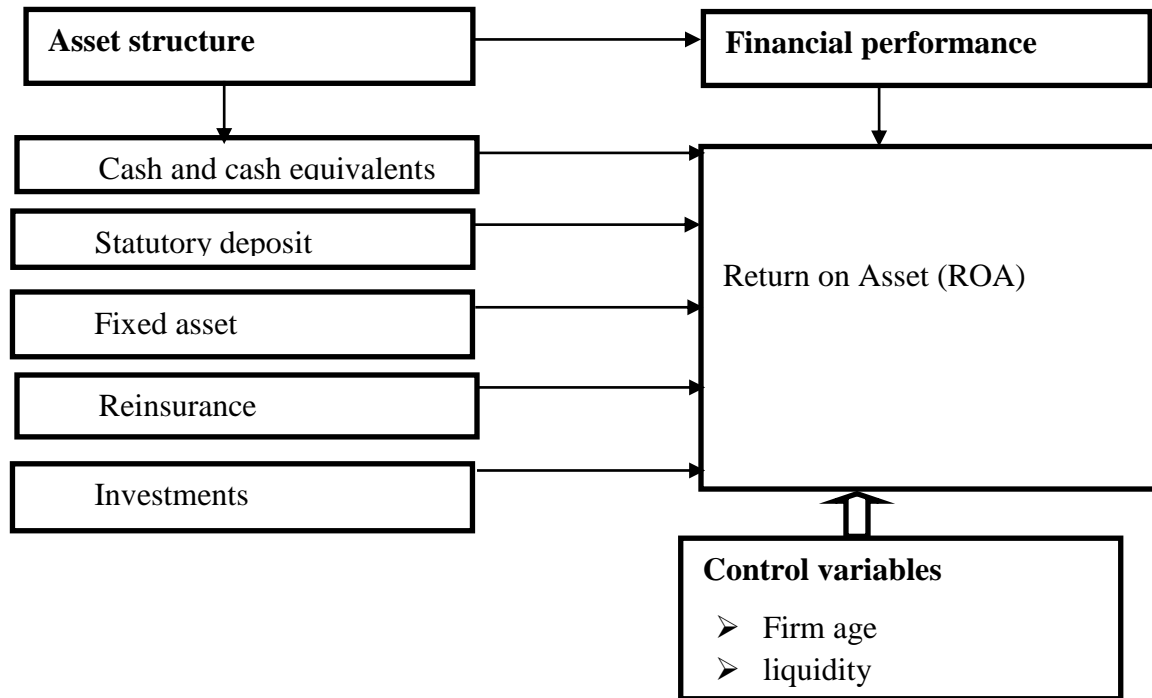 Asset structure
Financial performance
Cash and cash equivalents
Statutory deposit
Fixed asset
Reinsurance
Investments
Return on Asset (ROA)
Control variables
Firm age
liquidity